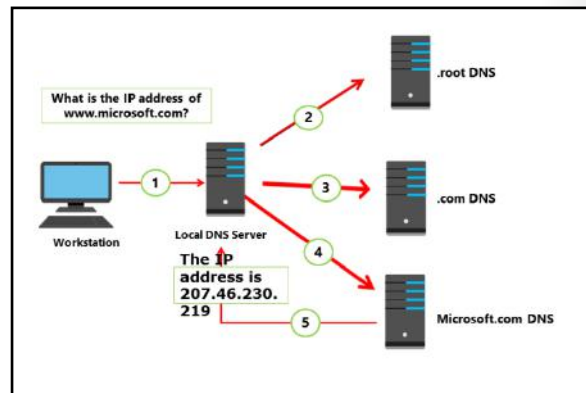 .root DNS
What is the IP address of
www.microsoft.com?
2
1
3
.com DNS
Workstation
Local DNS Server
4
The IP
address is
207.46.230.
219
5
Microsoft.com DNS